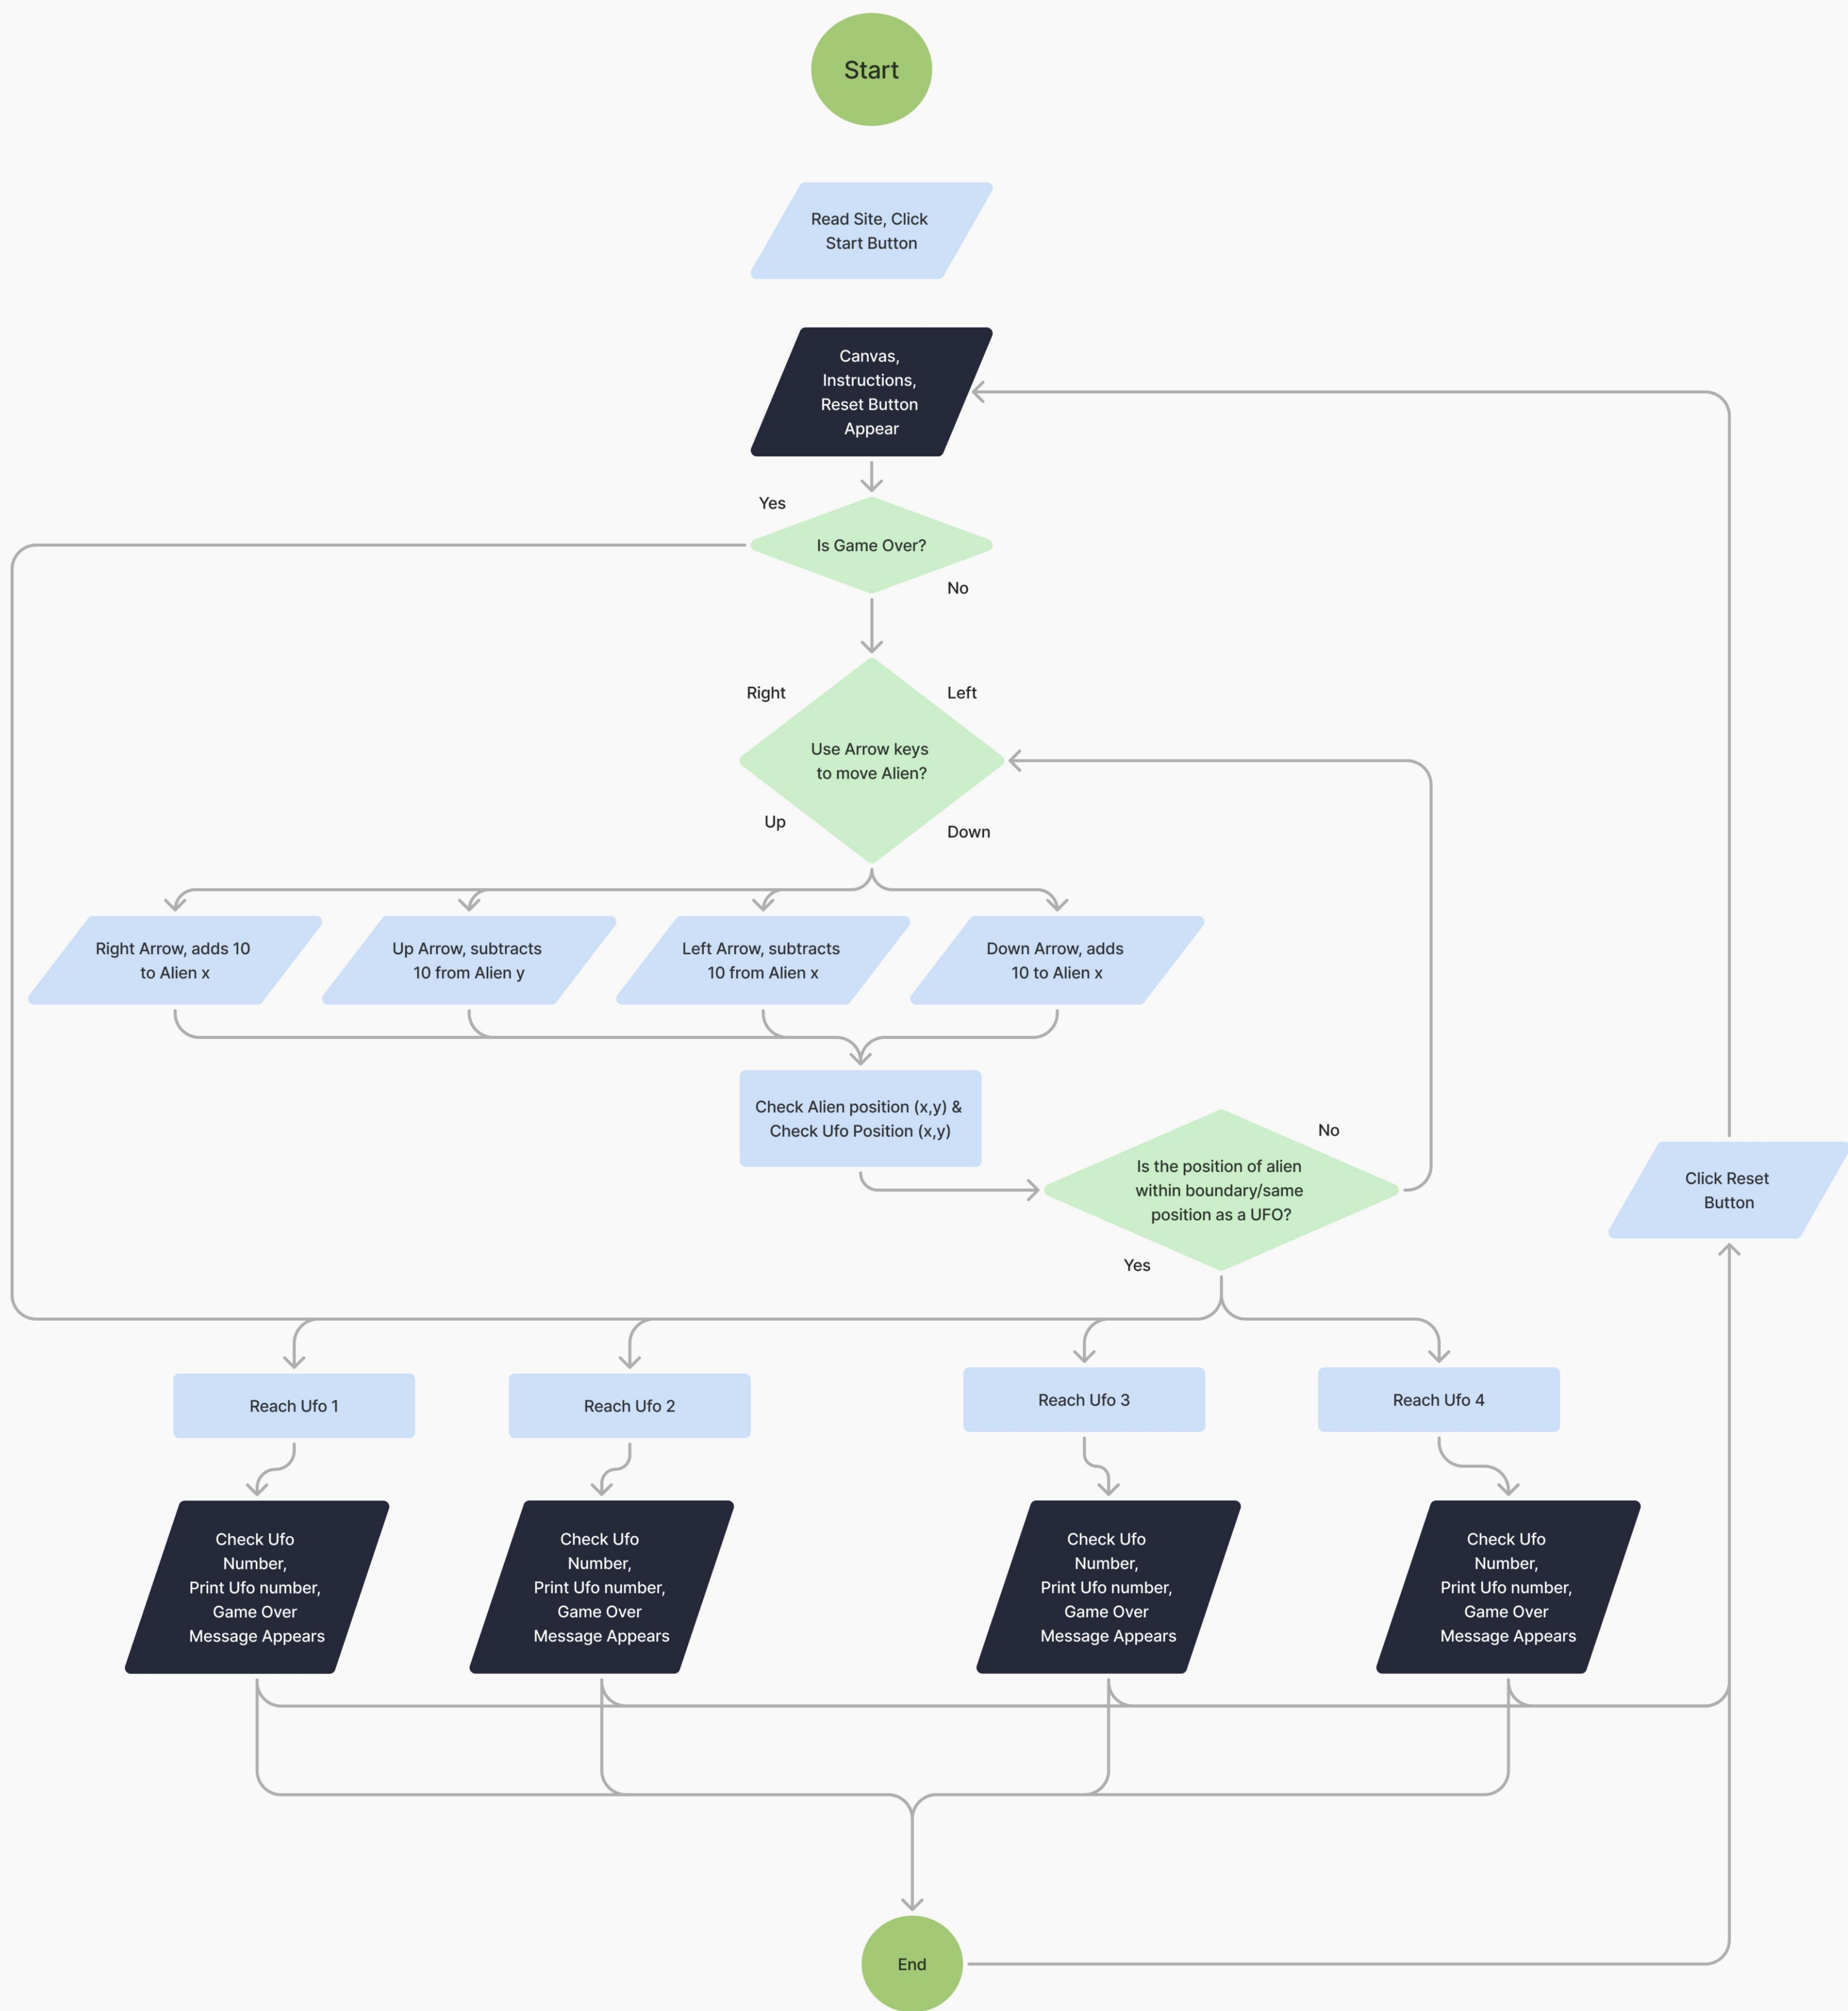 Start
Read Site, Click
Start Button
Canvas,
Instructions,
Reset Button
Appear
Yes
Is Game Over?
No
Right
Left
Use Arrow keys
to move Alien?
Up
Down
Right Arrow, adds 10
to Alien x
Up Arrow, subtracts
10 from Alien y
Left Arrow, subtracts
10 from Alien x
Down Arrow, adds
10 to Alien x
Check Alien position (x,y) &
Check Ufo Position (x,y)
No
Is the position of alien
within boundary/same
position as a UFO?
Yes
Click Reset
Button
Reach Ufo 1
Reach Ufo 2
Reach Ufo 3
Reach Ufo 4
Check Ufo
Number,
Print Ufo number,
Game Over
Message Appears
Check Ufo
Number,
Print Ufo number,
Game Over
Message Appears
Check Ufo
Number,
Print Ufo number,
Game Over
Message Appears
Check Ufo
Number,
Print Ufo number,
Game Over
Message Appears
End